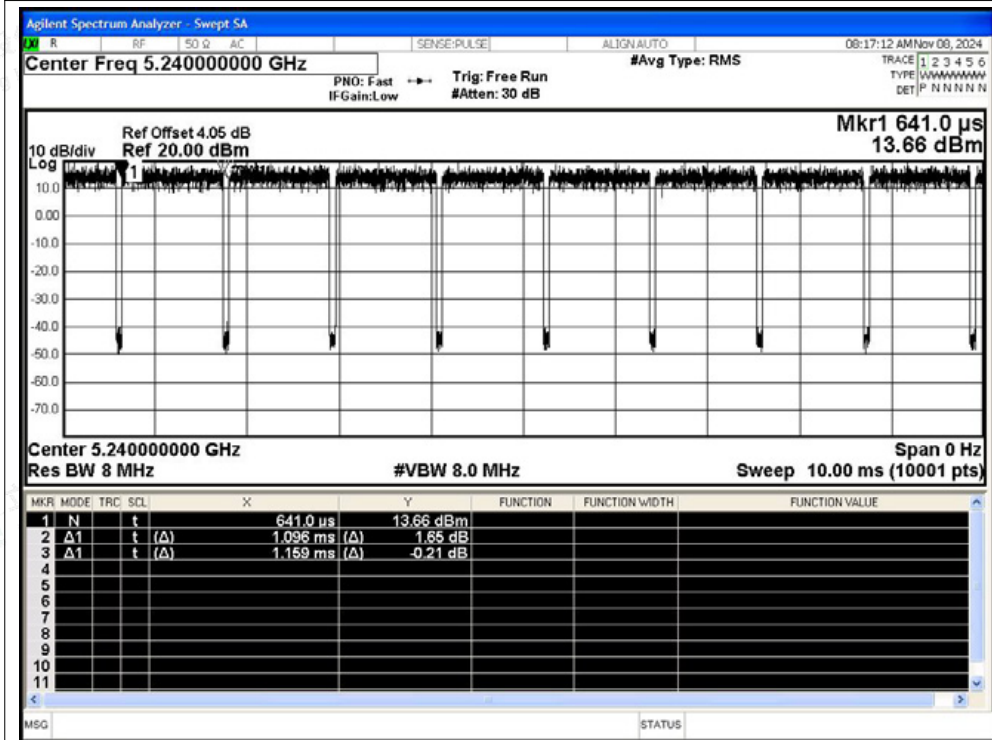 Agilent Spectrum Analyzer - Swept SA
LXI R RF 50 Ω AC SENSE:PULSE ALIGN AUTO 08:17:12 AM Nov 08, 2024
Center Freq 5.240000000 GHz #Avg Type: RMS TRACE 1 2 3 4 5 6
PNO: Fast Trig: Free Run TYPE WWWWWW
IFGain:Low #Atten: 30 dB DET P N N N N N
Mkr1 641.0 µs
13.66 dBm
Ref Offset 4.05 dB
10 dB/div Ref 20.00 dBm
Log
1
10.0
0.00
-10.0
-20.0
-30.0
-40.0
-50.0
-60.0
-70.0
Center 5.240000000 GHz Span 0 Hz
Res BW 8 MHz #VBW 8.0 MHz Sweep 10.00 ms (10001 pts)
MKR MODE TRC SCL X Y FUNCTION FUNCTION WIDTH FUNCTION VALUE
1 N t 641.0 µs 13.66 dBm
2 Δ1 t (Δ) 1.096 ms (Δ) 1.65 dB
3 Δ1 t (Δ) 1.159 ms (Δ) -0.21 dB
4
5
6
7
8
9
10
11
MSG STATUS